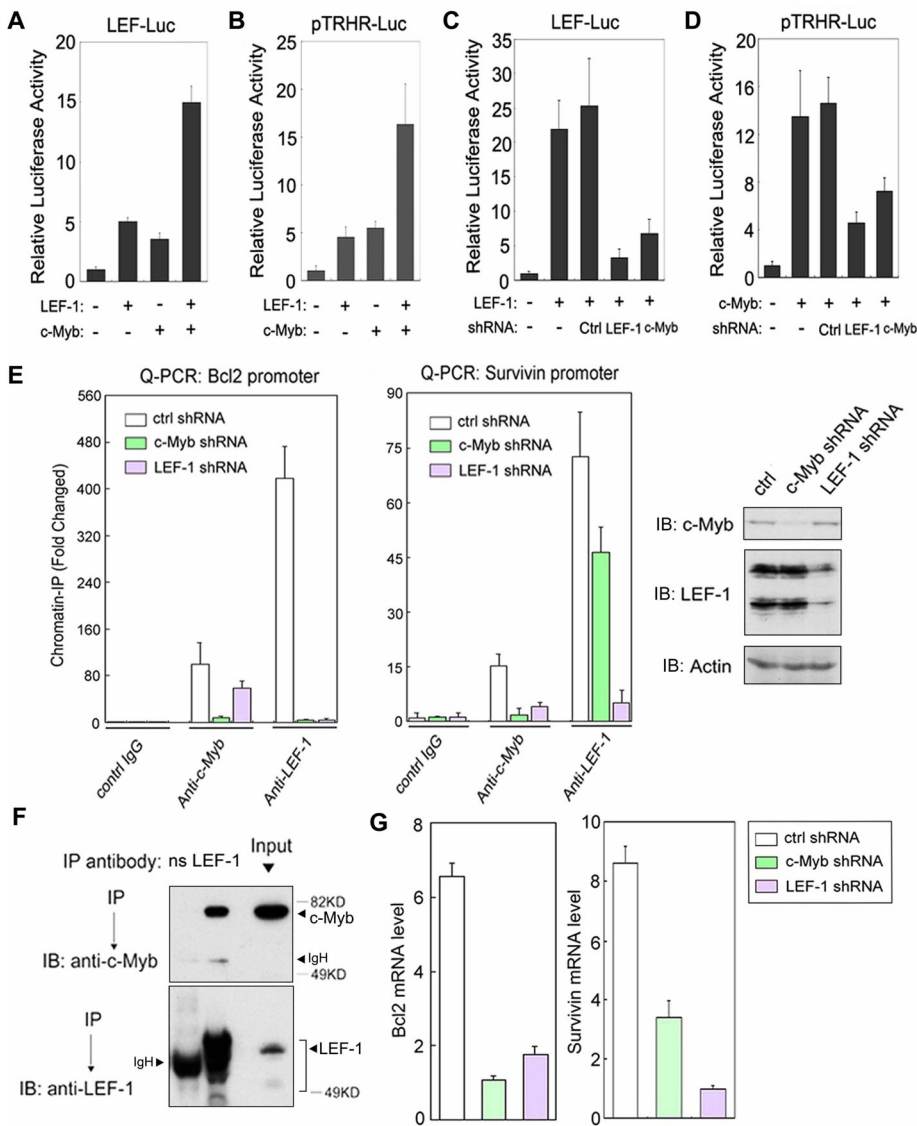 A
LEF-Luc
Relative Luciferase Activity
20
15
10
5
0
LEF-1: - + - +
c-Myb: - - + +
B
pTRHR-Luc
Relative Luciferase Activity
25
20
15
10
5
0
LEF-1: - + - +
c-Myb: - - + +
C
LEF-Luc
Relative Luciferase Activity
35
30
25
20
15
10
5
0
LEF-1: - + + + +
shRNA: - - Ctrl LEF-1 c-Myb
D
pTRHR-Luc
Relative Luciferase Activity
20
16
12
8
4
0
c-Myb: - + + + +
shRNA: - - Ctrl LEF-1 c-Myb
E
Q-PCR: Bcl2 promoter
Chromatin-IP (Fold Changed)
560
480
400
240
160
80
0
ctrl shRNA
c-Myb shRNA
LEF-1 shRNA
contrl IgG
Anti-c-Myb
Anti-LEF-1
Q-PCR: Survivin promoter
90
75
60
45
30
15
0
ctrl shRNA
c-Myb shRNA
LEF-1 shRNA
contrl IgG
Anti-c-Myb
Anti-LEF-1
ctrl
c-Myb shRNA
LEF-1 shRNA
IB: c-Myb
IB: LEF-1
IB: Actin
F
Input
IP antibody: ns LEF-1
IP
IB: anti-c-Myb
82KD
c-Myb
IgH
49KD
IP
IB: anti-LEF-1
IgH
LEF-1
49KD
G
Bcl2 mRNA level
8
6
4
2
0
Survivin mRNA level
10
8
6
4
2
0
ctrl shRNA
c-Myb shRNA
LEF-1 shRNA